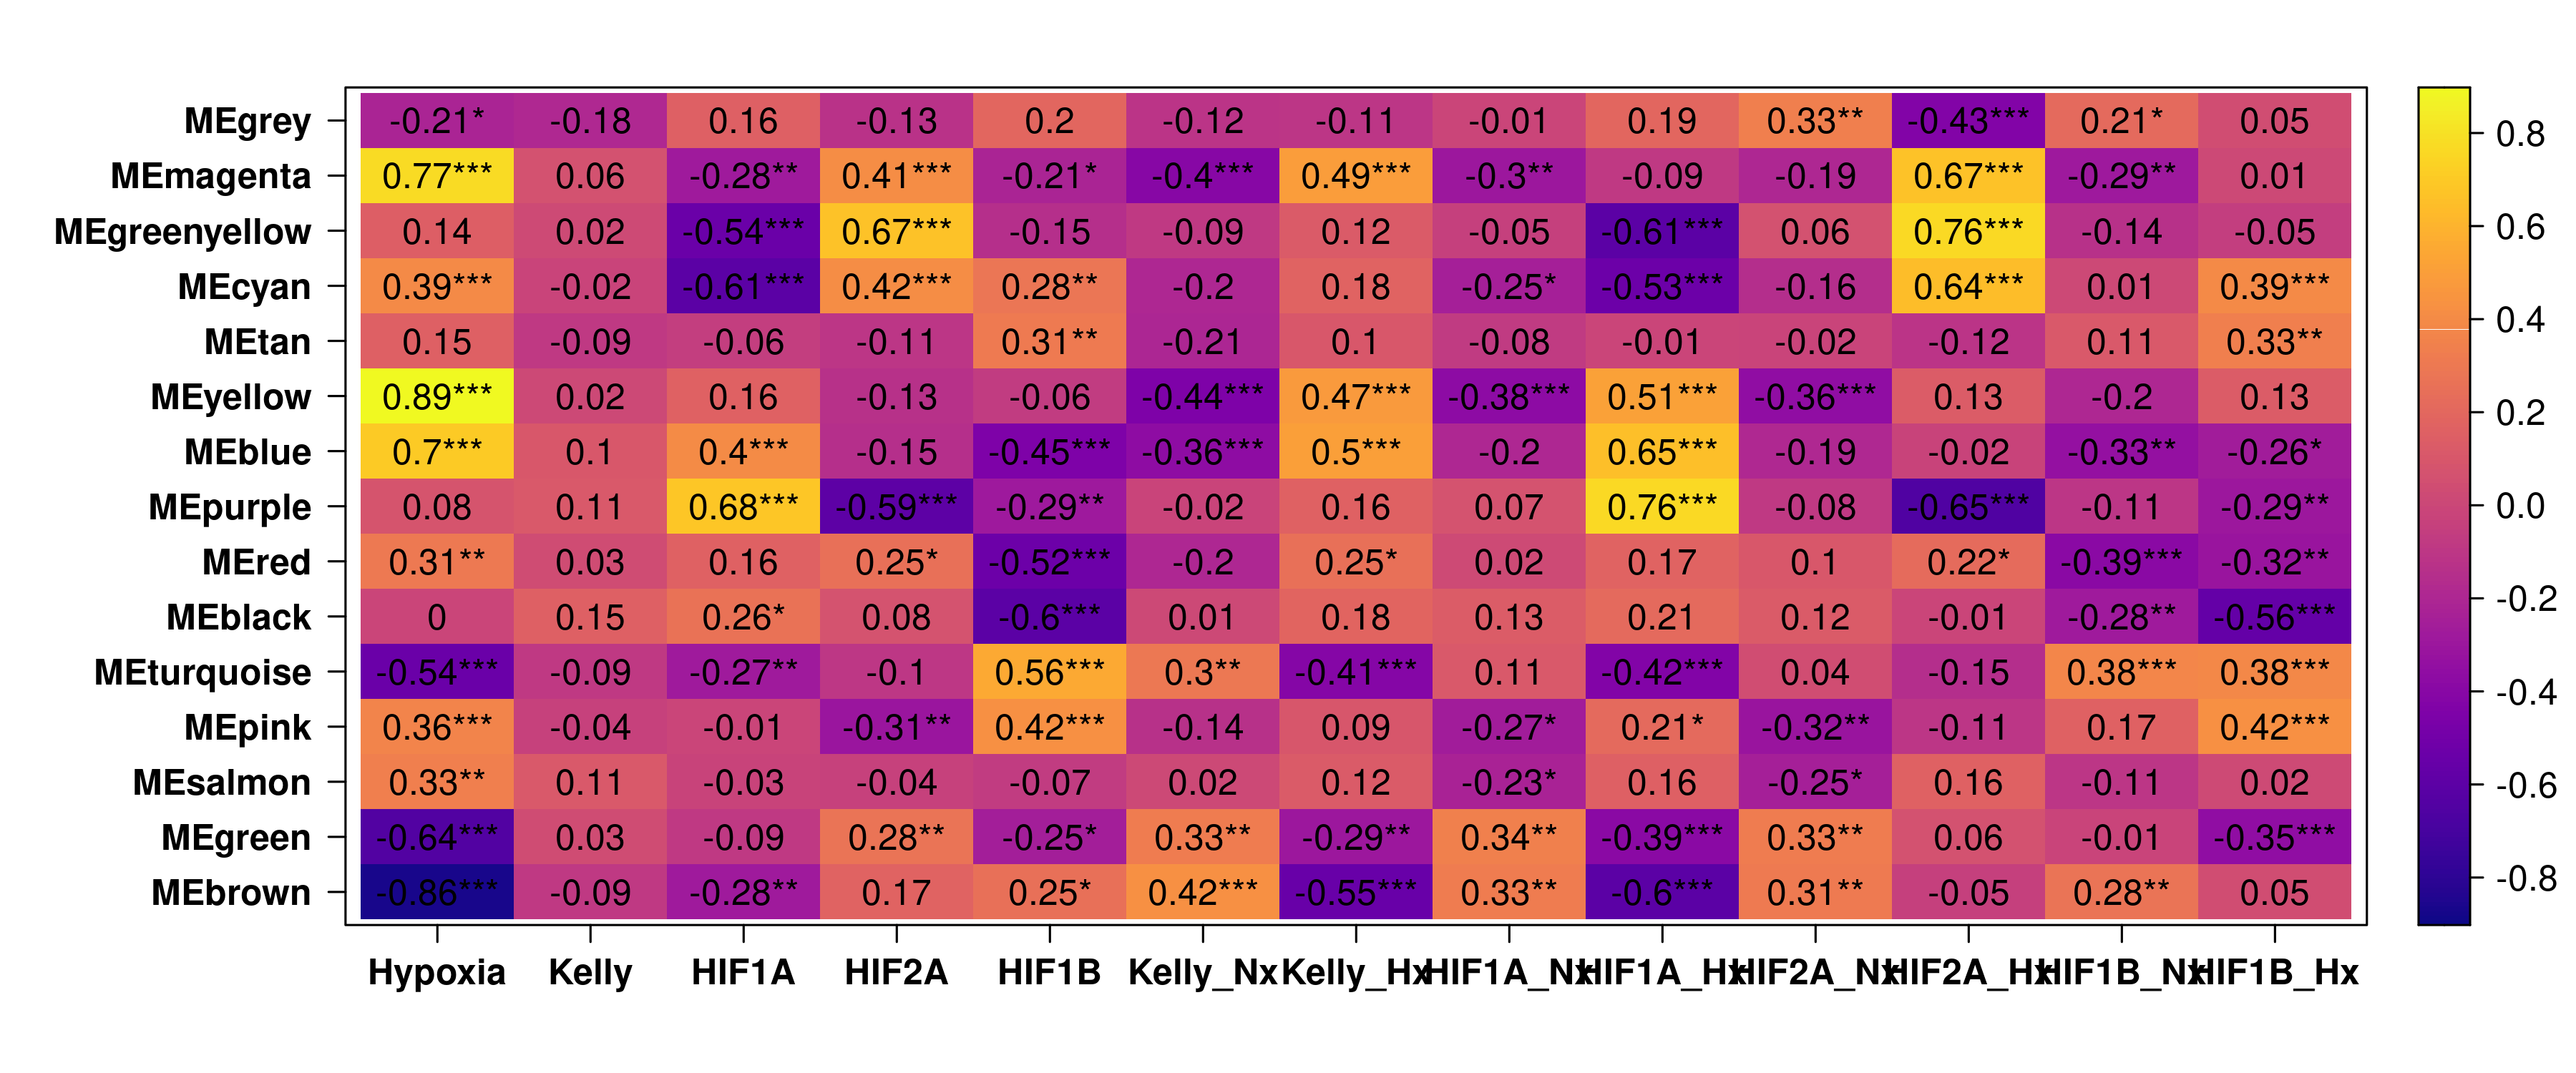 MEgrey -0.21* -0.18 0.16 -0.13 0.2 -0.12 -0.11 -0.01 0.19 0.33** -0.43*** 0.21* 0.05
MEmagenta 0.77*** 0.06 -0.28** 0.41*** -0.21* -0.4*** 0.49*** -0.3** -0.09 -0.19 0.67*** -0.29** 0.01
MEgreenyellow 0.14 0.02 -0.54*** 0.67*** -0.15 -0.09 0.12 -0.05 -0.61*** 0.06 0.76*** -0.14 -0.05
MEcyan 0.39*** -0.02 -0.61*** 0.42*** 0.28** -0.2 0.18 -0.25* -0.53*** -0.16 0.64*** 0.01 0.39***
MEtan 0.15 -0.09 -0.06 -0.11 0.31** -0.21 0.1 -0.08 -0.01 -0.02 -0.12 0.11 0.33**
MEyellow 0.89*** 0.02 0.16 -0.13 -0.06 -0.44*** 0.47*** -0.38*** 0.51*** -0.36*** 0.13 -0.2 0.13
MEblue 0.7*** 0.1 0.4*** -0.15 -0.45*** -0.36*** 0.5*** -0.2 0.65*** -0.19 -0.02 -0.33** -0.26*
MEpurple 0.08 0.11 0.68*** -0.59*** -0.29** -0.02 0.16 0.07 0.76*** -0.08 -0.65*** -0.11 -0.29**
MEred 0.31** 0.03 0.16 0.25* -0.52*** -0.2 0.25* 0.02 0.17 0.1 0.22* -0.39*** -0.32**
MEblack 0 0.15 0.26* 0.08 -0.6*** 0.01 0.18 0.13 0.21 0.12 -0.01 -0.28** -0.56***
MEturquoise -0.54*** -0.09 -0.27** -0.1 0.56*** 0.3** -0.41*** 0.11 -0.42*** 0.04 -0.15 0.38*** 0.38***
MEpink 0.36*** -0.04 -0.01 -0.31** 0.42*** -0.14 0.09 -0.27* 0.21* -0.32** -0.11 0.17 0.42***
MEsalmon 0.33** 0.11 -0.03 -0.04 -0.07 0.02 0.12 -0.23* 0.16 -0.25* 0.16 -0.11 0.02
MEgreen -0.64*** 0.03 -0.09 0.28** -0.25* 0.33** -0.29** 0.34** -0.39*** 0.33** 0.06 -0.01 -0.35***
MEbrown -0.86*** -0.09 -0.28** 0.17 0.25* 0.42*** -0.55*** 0.33** -0.6*** 0.31** -0.05 0.28** 0.05
Hypoxia Kelly HIF1A HIF2A HIF1B Kelly_Nx Kelly_Hx HIF1A_Nx HIF1A_Hx HIF2A_Nx HIF2A_Hx HIF1B_Nx HIF1B_Hx
0.8
0.6
0.4
0.2
0.0
-0.2
-0.4
-0.6
-0.8